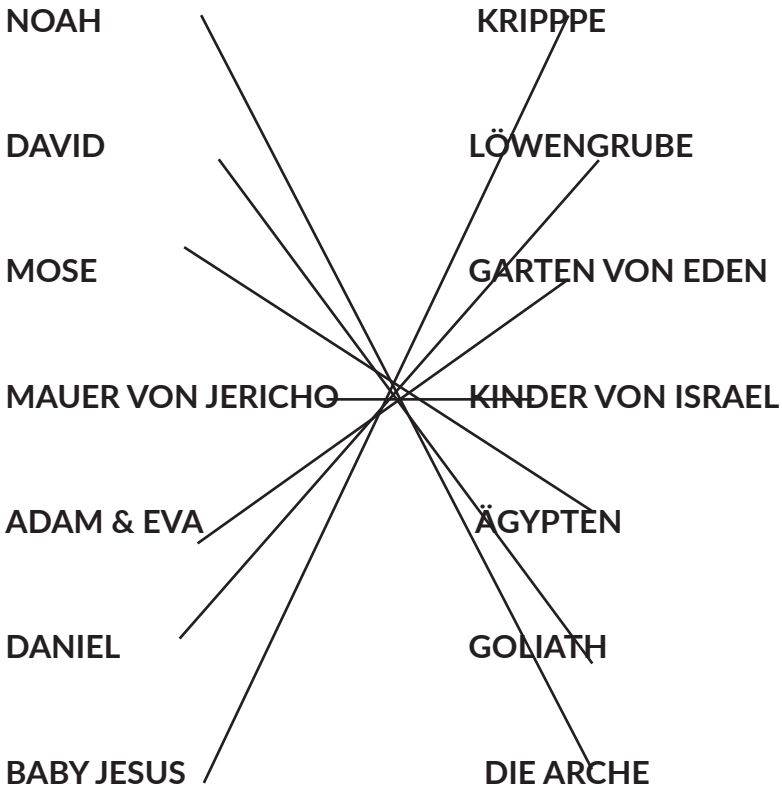 NOAH
KRIPPPE
DAVID
LÖWENGRUBE
MOSE
GARTEN VON EDEN
MAUER VON JERICHO
KINDER VON ISRAEL
ADAM & EVA
ÄGYPTEN
DANIEL
GOLIATH
BABY JESUS
DIE ARCHE